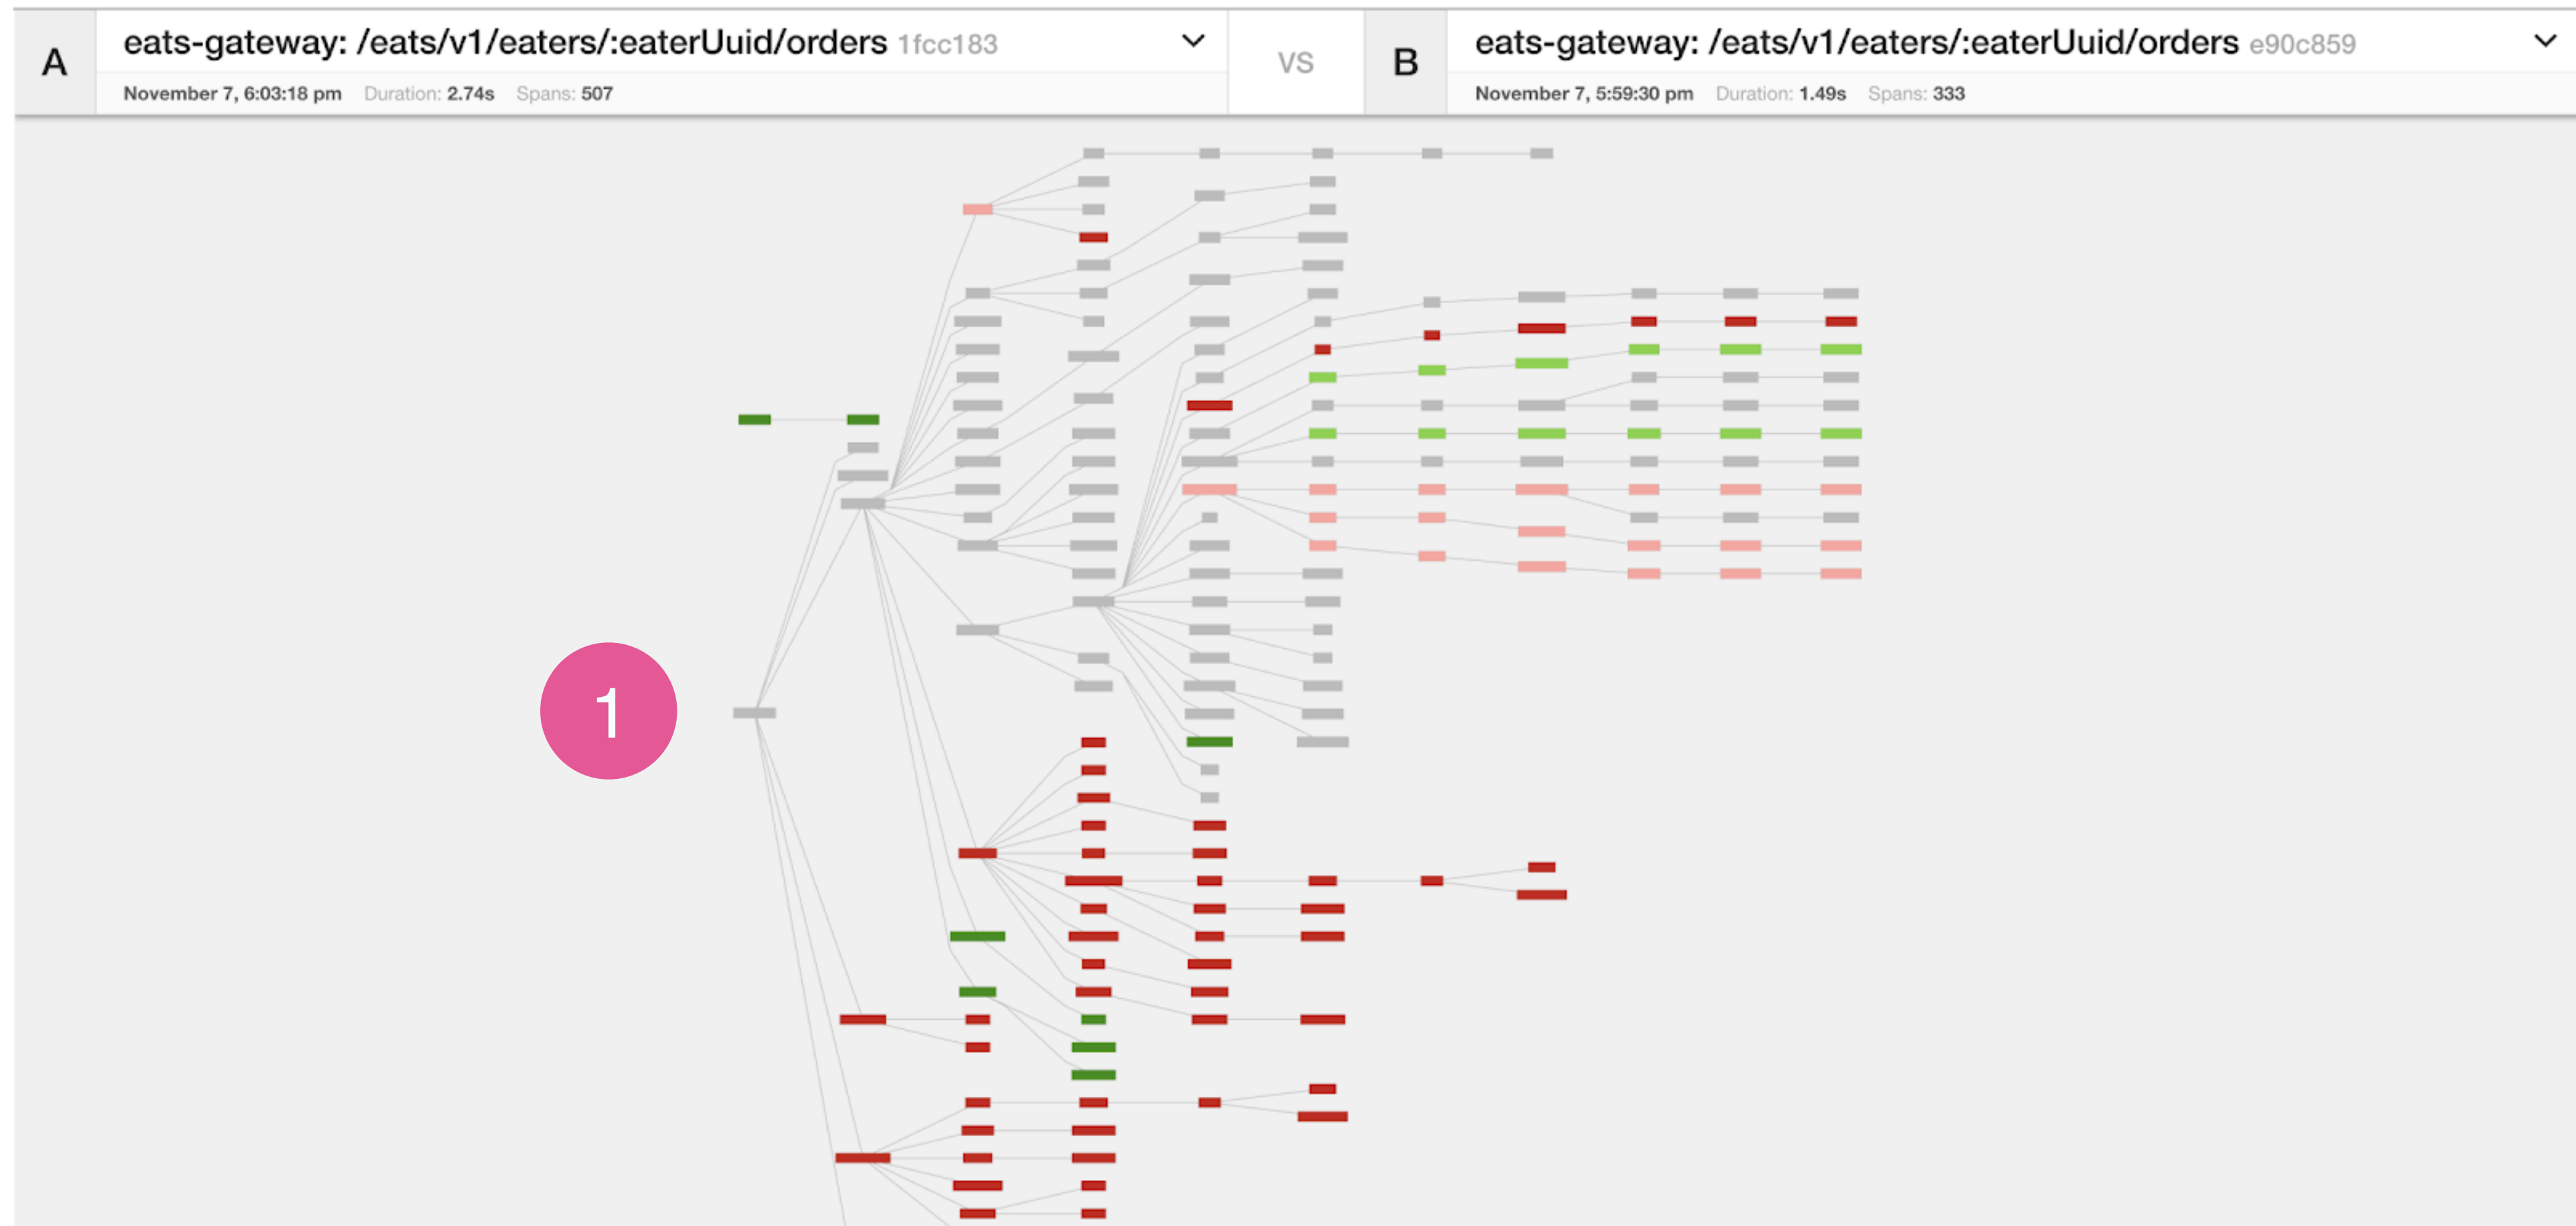 A
eats-gateway: /eats/v1/eaters/:eaterUuid/orders 1fcc183
November 7, 6:03:18 pm Duration: 2.74s Spans: 507
VS
B
eats-gateway: /eats/v1/eaters/:eaterUuid/orders e90c859
November 7, 5:59:30 pm Duration: 1.49s Spans: 333
1